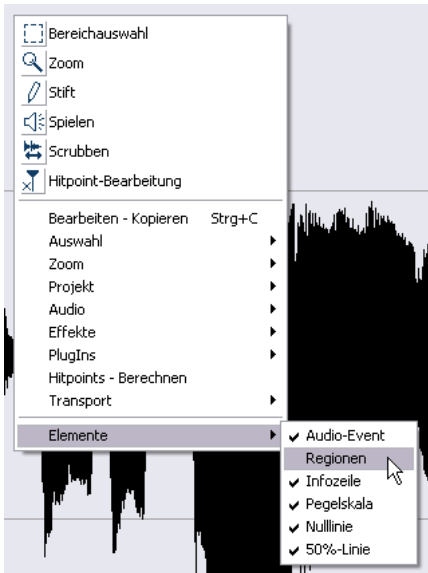 Bereichauswahl
Zoom
Stift
Spielen
Scrubben
Hitpoint-Bearbeitung
Bearbeiten - Kopieren Strg+C
Auswahl
Zoom
Projekt
Audio
Effekte
PlugIns
Hitpoints - Berechnen
Transport
Elemente
Audio-Event
Regionen
Infozeile
Pegelskala
Nulllinie
50%-Linie